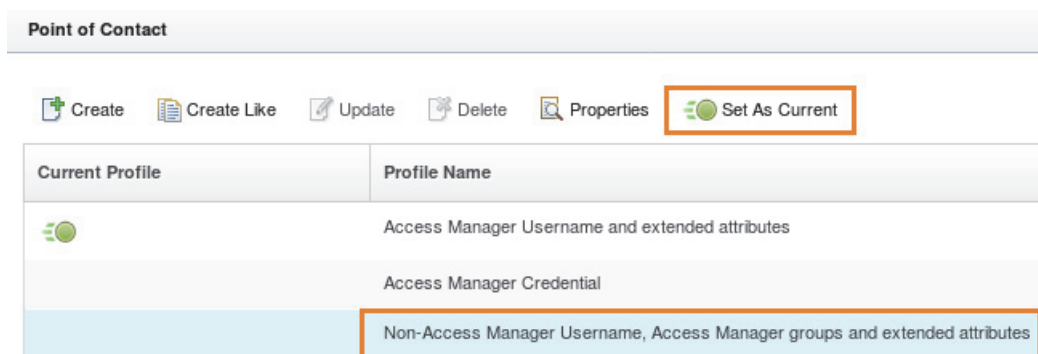 Point of Contact
Create Create Like Update Delete Properties Set As Current
Current Profile Profile Name
Access Manager Username and extended attributes
Access Manager Credential
Non-Access Manager Username, Access Manager groups and extended attributes